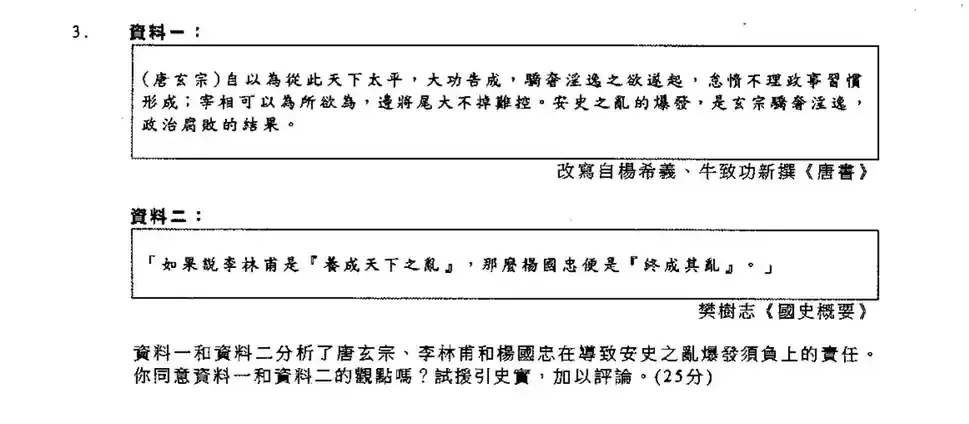 3. 資料一：
(唐玄宗)自以為從此天下太平，大功告成，驕奢淫逸之欲遂起，怠惰不理政事習慣
形成；宰相可以為所欲為，邊將尾大不掉難控。安史之亂的爆發，是玄宗驕奢淫逸，
政治腐敗的結果。
改寫自楊希義、牛致功新撰《唐書》
資料二：
「如果說李林甫是『養成天下之亂』，那麼楊國忠便是『終成其亂』。」
樊樹志《國史概要》
資料一和資料二分析了唐玄宗、李林甫和楊國忠在導致安史之亂爆發須負上的責任。
你同意資料一和資料二的觀點嗎？試援引史實，加以評論。(25分)